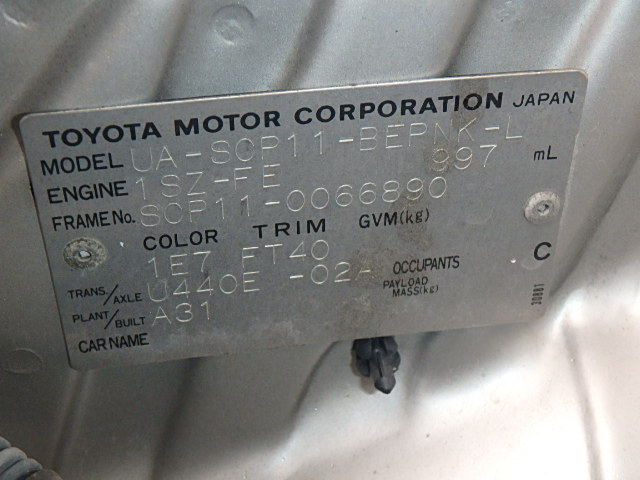 TOYOTA MOTOR CORPORATION JAPAN
MODEL UA-SCP11-BEPNK-L
ENGINE 1SZ-FE 997 mL
FRAME No. SCP11-0066890
COLOR TRIM GVM(kg)
1E7 FT40 C
TRANS./AXLE U440E -02A OCCUPANTS
PLANT/BUILT A31 PAYLOAD MASS(kg)
CAR NAME
30881